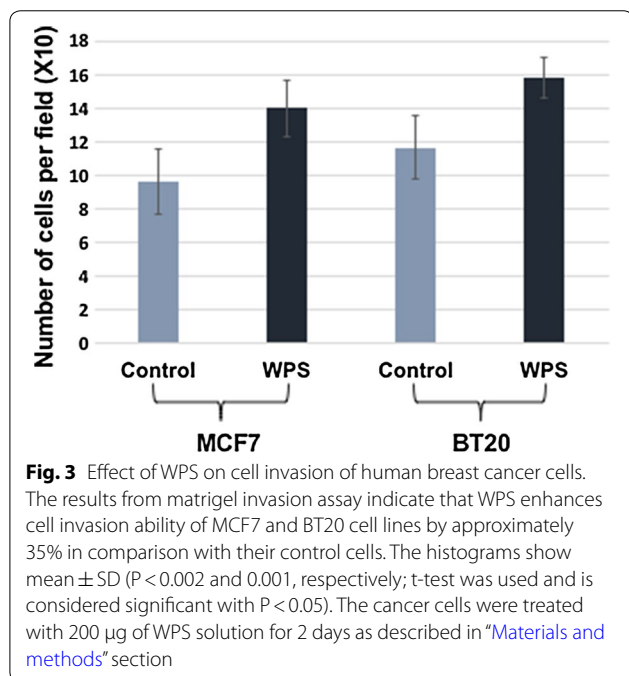 Number of cells per field (X10)
18
16
14
12
10
8
6
4
2
0
Control WPS Control WPS
MCF7 BT20
Fig. 3 Effect of WPS on cell invasion of human breast cancer cells.
The results from matrigel invasion assay indicate that WPS enhances
cell invasion ability of MCF7 and BT20 cell lines by approximately
35% in comparison with their control cells. The histograms show
mean ± SD (P < 0.002 and 0.001, respectively; t-test was used and is
considered significant with P < 0.05). The cancer cells were treated
with 200 µg of WPS solution for 2 days as described in “Materials and
methods” section